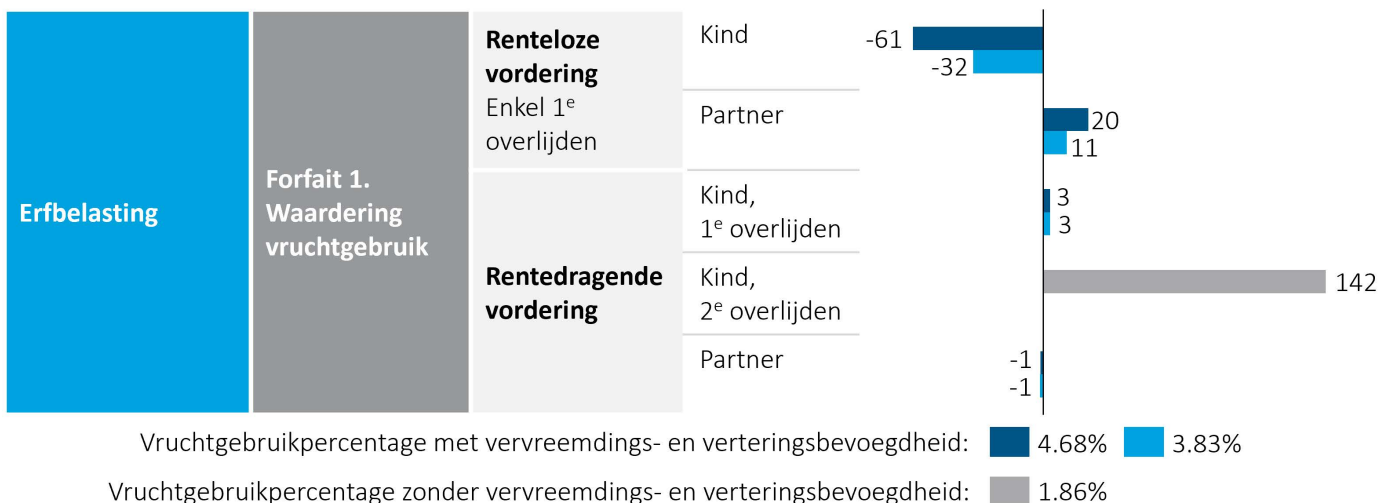 Erfbelasting
Forfait 1.
Waardering
vruchtgebruik
Renteloze
vordering
Enkel 1e
overlijden
Kind
-61
-32
Partner
20
11
Rentedragende
vordering
Kind,
1e overlijden
3
3
Kind,
2e overlijden
142
Partner
-1
-1
Vruchtgebruikpercentage met vervreemdings- en verteringsbevoegdheid: 4.68% 3.83%
Vruchtgebruikpercentage zonder vervreemdings- en verteringsbevoegdheid: 1.86%